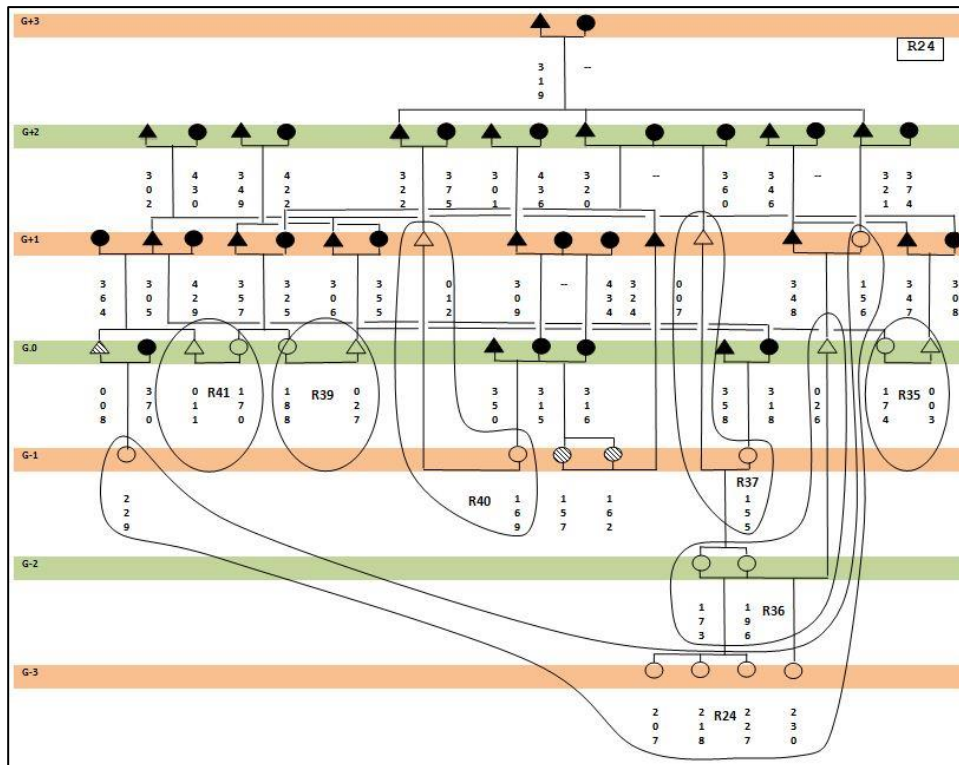 G+3
R24
319 --
G+2
302 430 349 422 322 375 301 436 320 -- 360 346 -- 321 374
G+1
364 305 429 357 325 306 355 012 309 -- 434 324 007 348 156 347 308
G.0
008 370 011 R41 170 188 R39 027 350 315 316 358 318 026 174 R35 003
G-1
229 R40 169 157 162 R37 155
G-2
173 196 R36
G-3
207 218 R24 227 230